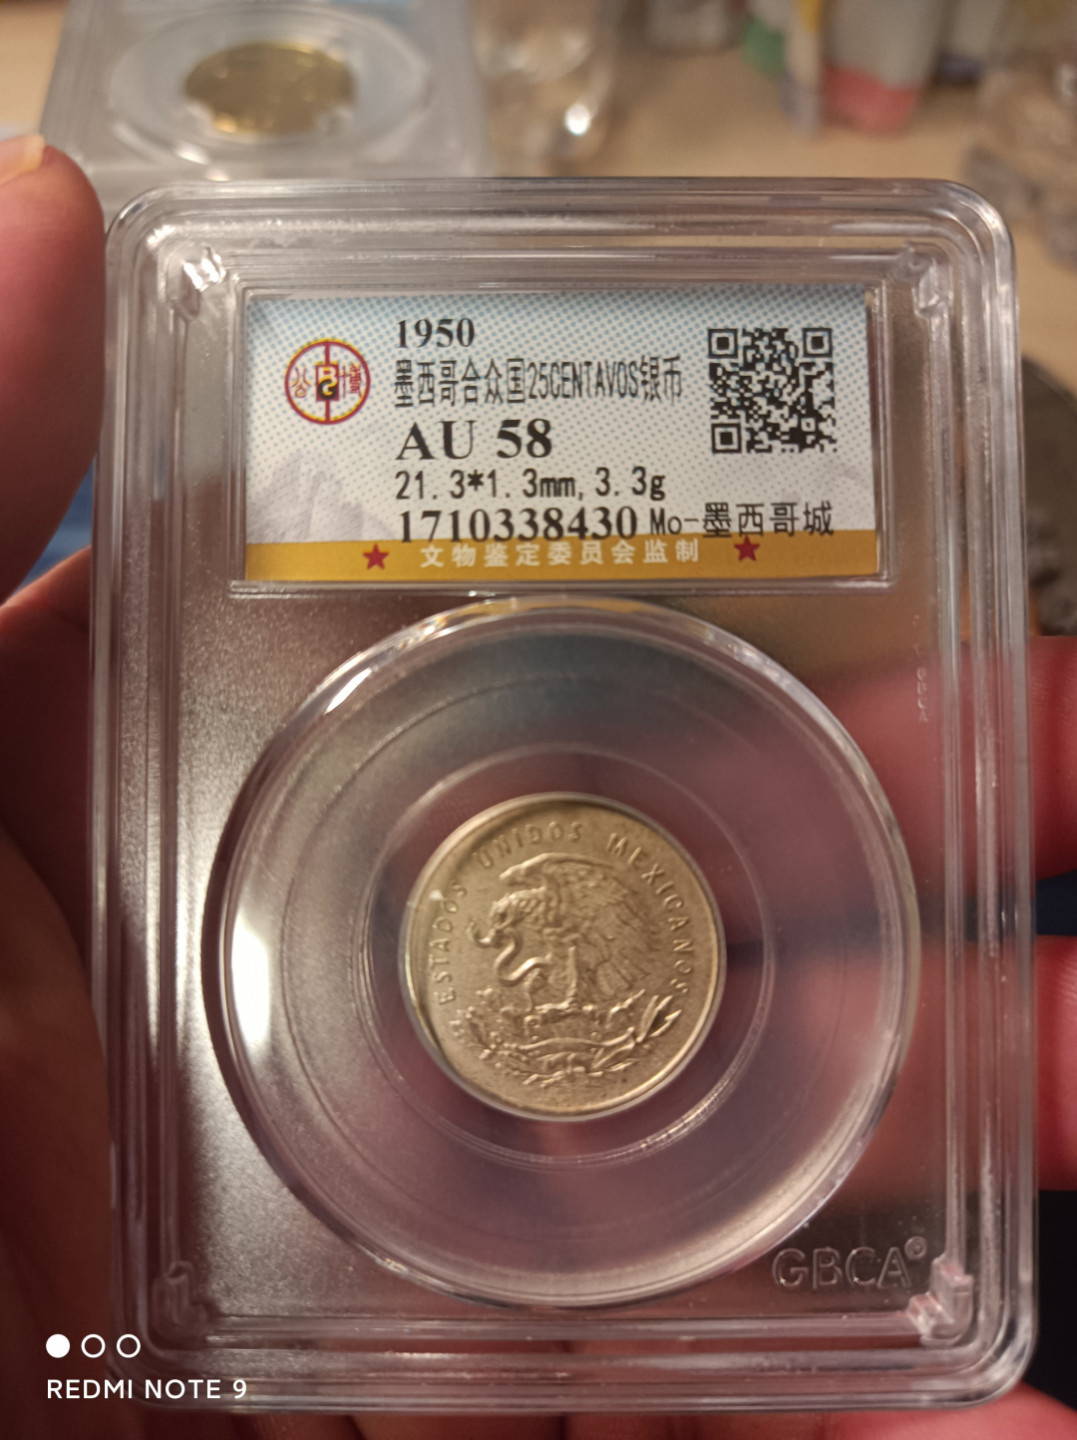 1950
墨西哥合众国25CENTAVOS银币
AU 58
21.3*1.3mm,3.3g
1710338430 Mo-墨西哥城
★ 文物鉴定委员会监制 ★
公 博
ESTADOS UNIDOS MEXICANOS
GBCA®
REDMI NOTE 9